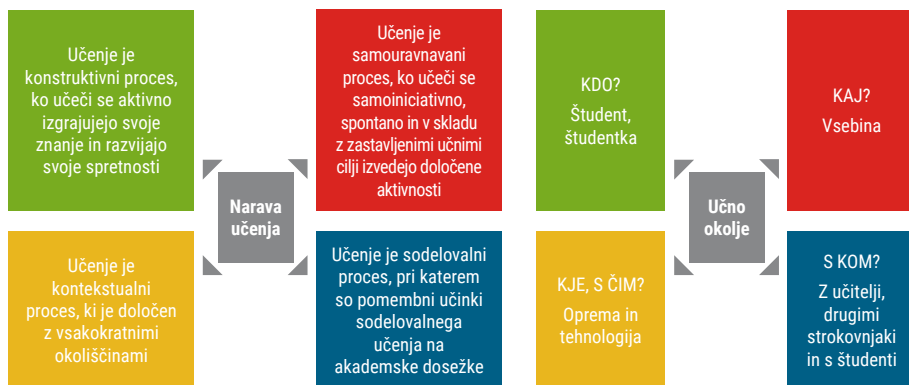 Učenje je
konstruktivni proces,
ko učeči se aktivno
izgrajujejo svoje
znanje in razvijajo
svoje spretnosti
Učenje je
samouravnavani
proces, ko učeči se
samoiniciativno,
spontano in v skladu
z zastavljenimi učnimi
cilji izvedejo določene
aktivnosti
Narava
učenja
Učenje je
kontekstualni
proces, ki je določen
z vsakokratnimi
okoliščinami
Učenje je sodelovalni
proces, pri katerem
so pomembni učinki
sodelovalnega
učenja na
akademske dosežke
KDO?
Študent,
študentka
KAJ?
Vsebina
Učno
okolje
KJE, S ČIM?
Oprema in
tehnologija
S KOM?
Z učitelji,
drugimi
strokovnjaki
in s študenti